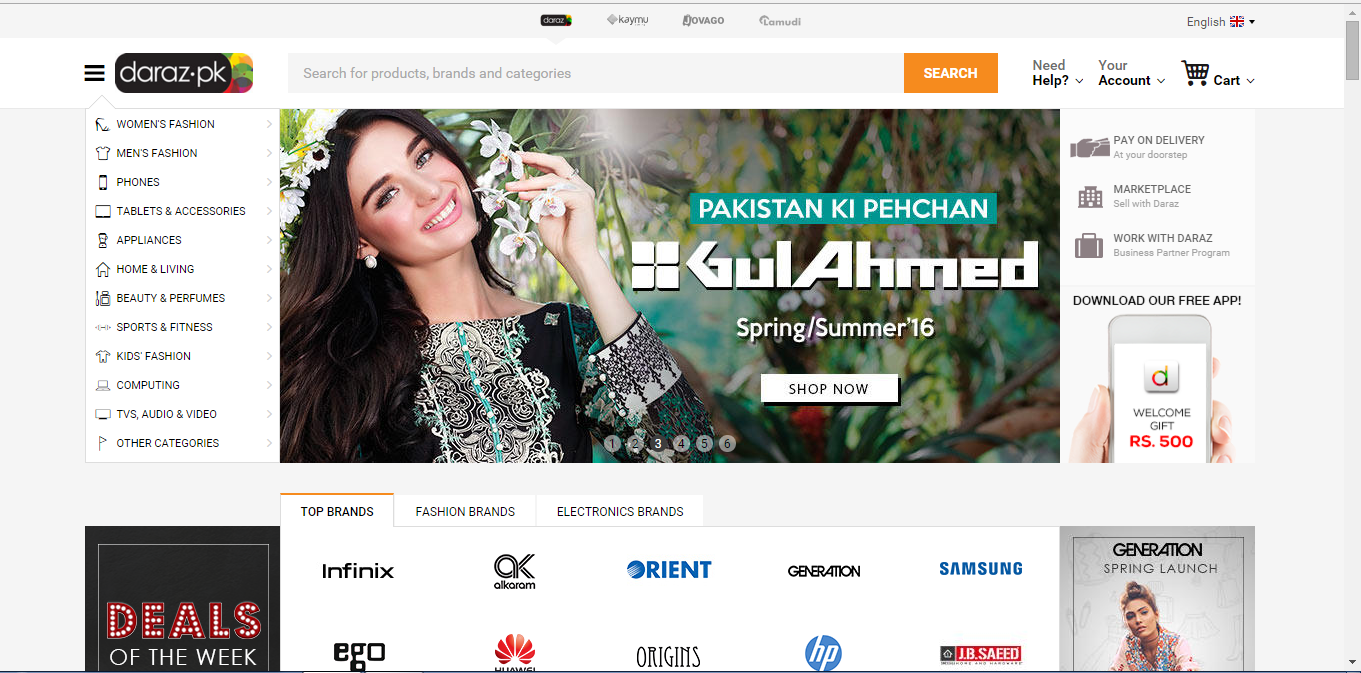 daraz kaymu JOVAGO Lamudi
English
daraz.pk
Search for products, brands and categories
SEARCH
Need
Help?
Your
Account
Cart
WOMEN'S FASHION
MEN'S FASHION
PHONES
TABLETS & ACCESSORIES
APPLIANCES
HOME & LIVING
BEAUTY & PERFUMES
SPORTS & FITNESS
KIDS' FASHION
COMPUTING
TVS, AUDIO & VIDEO
OTHER CATEGORIES
PAKISTAN KI PEHCHAN
GulAhmed
Spring/Summer'16
SHOP NOW
1 2 3 4 5 6
PAY ON DELIVERY
At your doorstep
MARKETPLACE
Sell with Daraz
WORK WITH DARAZ
Business Partner Program
DOWNLOAD OUR FREE APP!
d
WELCOME
GIFT
RS. 500
TOP BRANDS FASHION BRANDS ELECTRONICS BRANDS
DEALS
OF THE WEEK
Infinix
ak
alkaram
ORIENT
GENERATION
SAMSUNG
ego
HUAWEI
ORIGINS
hp
J.B.SAEED
HOME AND HARDWARE
GENERATION
SPRING LAUNCH